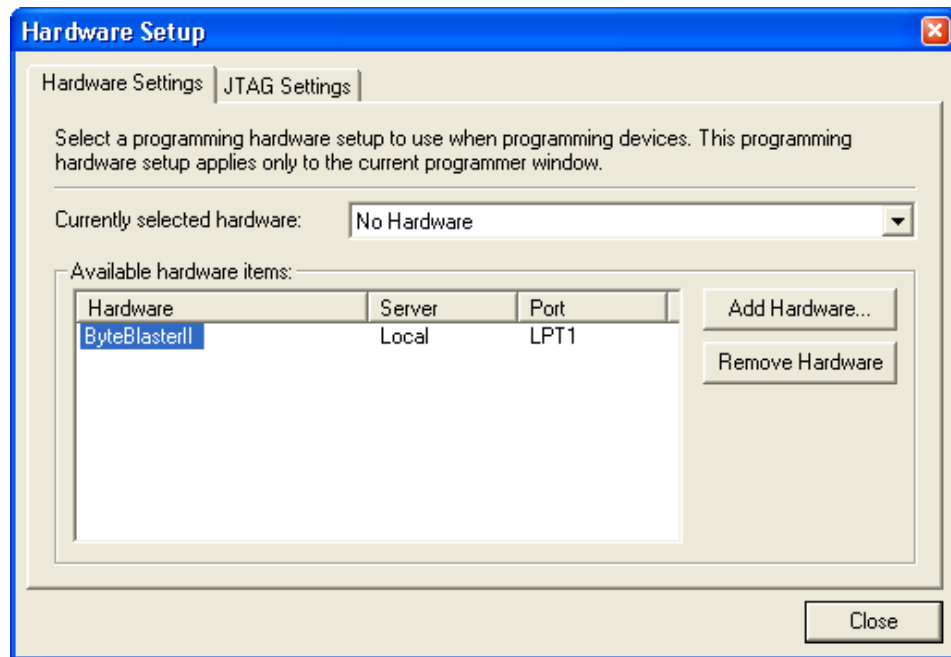 Hardware Setup
Hardware Settings
JTAG Settings
Select a programming hardware setup to use when programming devices. This programming
hardware setup applies only to the current programmer window.
Currently selected hardware:
No Hardware
Available hardware items:
Hardware Server Port
ByteBlasterII Local LPT1
Add Hardware...
Remove Hardware
Close